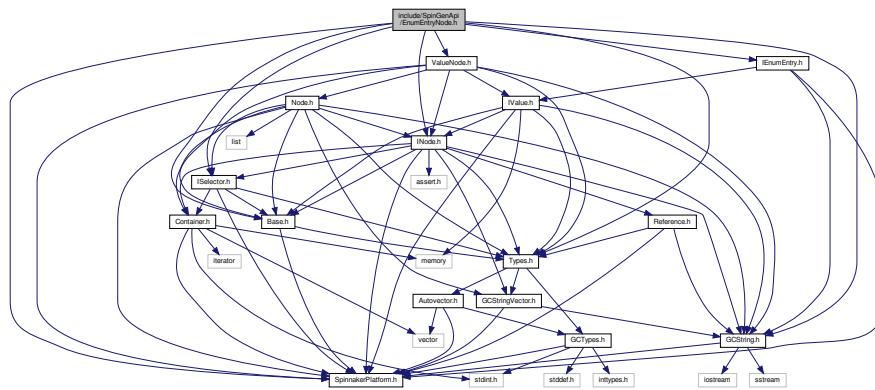 include/SpinGenApi
/EnumEntryNode.h
ValueNode.h
IEnumEntry.h
Node.h
IValue.h
list
INode.h
ISelector.h
assert.h
Container.h
Base.h
Reference.h
iterator
memory
Types.h
Autovector.h
GCStringVector.h
vector
GCTypes.h
GCString.h
SpinnakerPlatform.h
stdint.h
stddef.h
inttypes.h
iostream
sstream